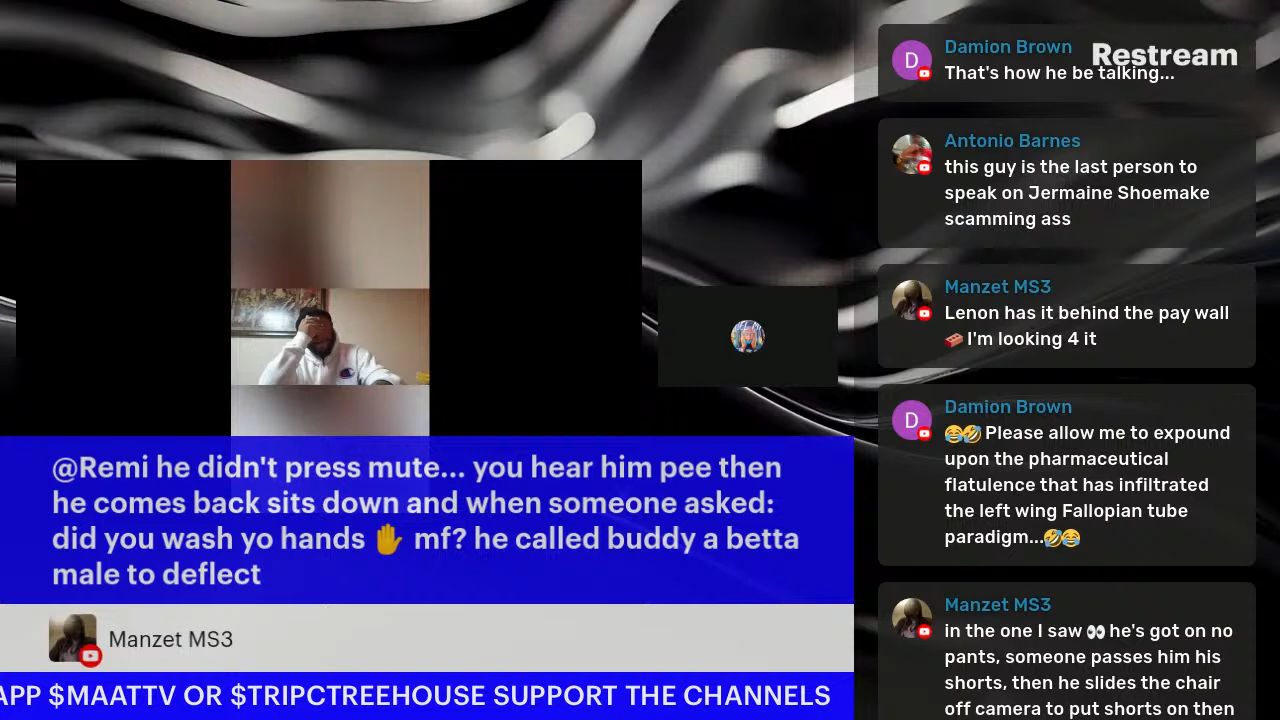 Restream
D
Damion Brown
That's how he be talking...
Antonio Barnes
this guy is the last person to
speak on Jermaine Shoemake
scamming ass
Manzet MS3
Lenon has it behind the pay wall
🧱 I'm looking 4 it
D
Damion Brown
😂🤣 Please allow me to expound
upon the pharmaceutical
flatulence that has infiltrated
the left wing Fallopian tube
paradigm...🤣😂
Manzet MS3
in the one I saw 👀 he's got on no
pants, someone passes him his
shorts, then he slides the chair
off camera to put shorts on then
@Remi he didn't press mute... you hear him pee then
he comes back sits down and when someone asked:
did you wash yo hands ✋ mf? he called buddy a betta
male to deflect
Manzet MS3
APP $MAATTV OR $TRIPCTREEHOUSE SUPPORT THE CHANNELS